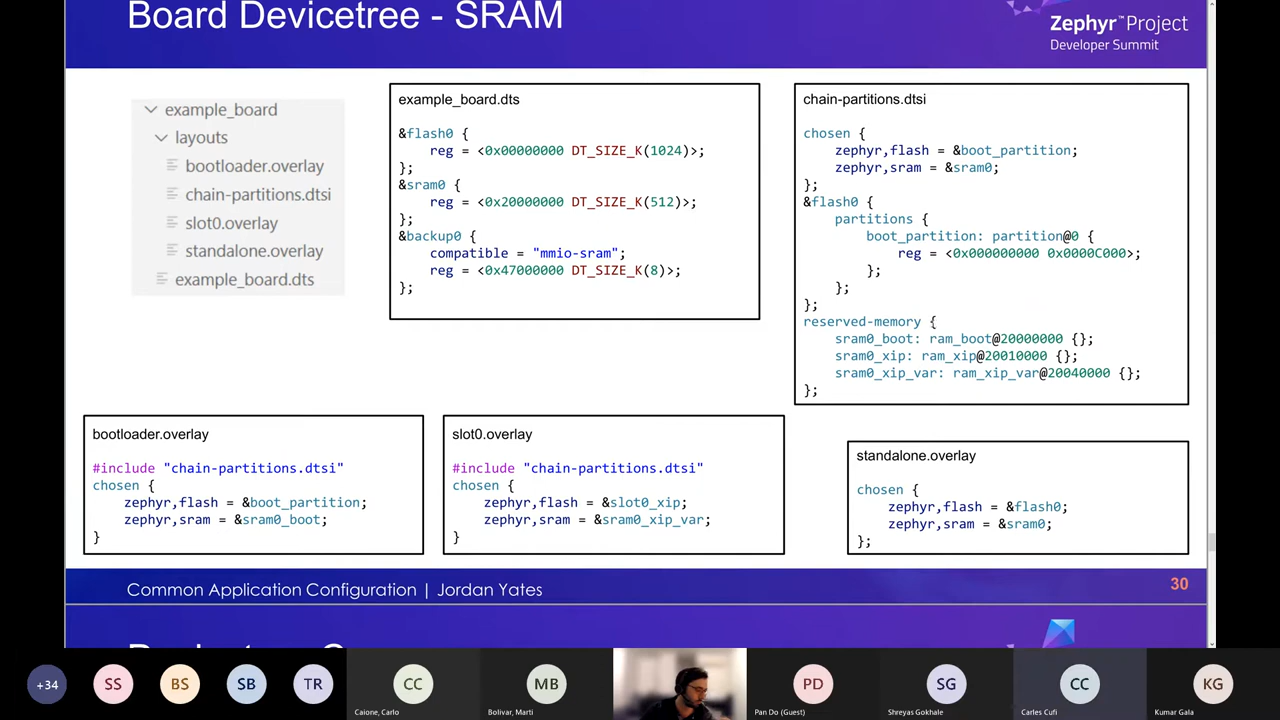 Board Devicetree - SRAM
Zephyr™Project
Developer Summit
example_board
layouts
bootloader.overlay
chain-partitions.dtsi
slot0.overlay
standalone.overlay
example_board.dts
example_board.dts
&flash0 {
reg = <0x00000000 DT_SIZE_K(1024)>;
};
&sram0 {
reg = <0x20000000 DT_SIZE_K(512)>;
};
&backup0 {
compatible = "mmio-sram";
reg = <0x47000000 DT_SIZE_K(8)>;
};
chain-partitions.dtsi
chosen {
zephyr,flash = &boot_partition;
zephyr,sram = &sram0;
};
&flash0 {
partitions {
boot_partition: partition@0 {
reg = <0x000000000 0x0000C000>;
};
};
};
reserved-memory {
sram0_boot: ram_boot@20000000 {};
sram0_xip: ram_xip@20010000 {};
sram0_xip_var: ram_xip_var@20040000 {};
};
bootloader.overlay
#include "chain-partitions.dtsi"
chosen {
zephyr,flash = &boot_partition;
zephyr,sram = &sram0_boot;
}
slot0.overlay
#include "chain-partitions.dtsi"
chosen {
zephyr,flash = &slot0_xip;
zephyr,sram = &sram0_xip_var;
}
standalone.overlay
chosen {
zephyr,flash = &flash0;
zephyr,sram = &sram0;
};
Common Application Configuration | Jordan Yates
30
+34
SS
BS
SB
TR
CC
MB
PD
SG
CC
KG
Caione, Carlo
Bolivar, Marti
Pan Do (Guest)
Shreyas Gokhale
Carles Cufi
Kumar Gala